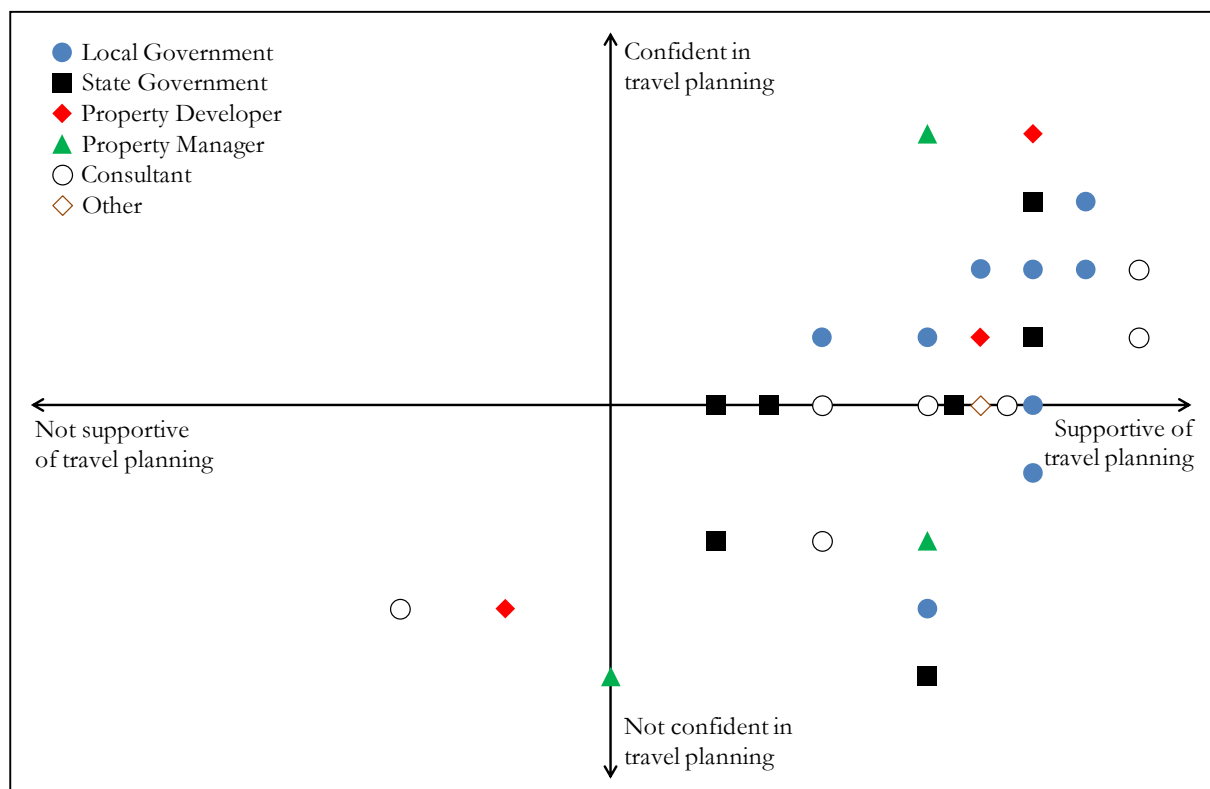 Local Government
State Government
Property Developer
Property Manager
Consultant
Other
Confident in
travel planning
Not supportive
of travel planning
Supportive of
travel planning
Not confident in
travel planning